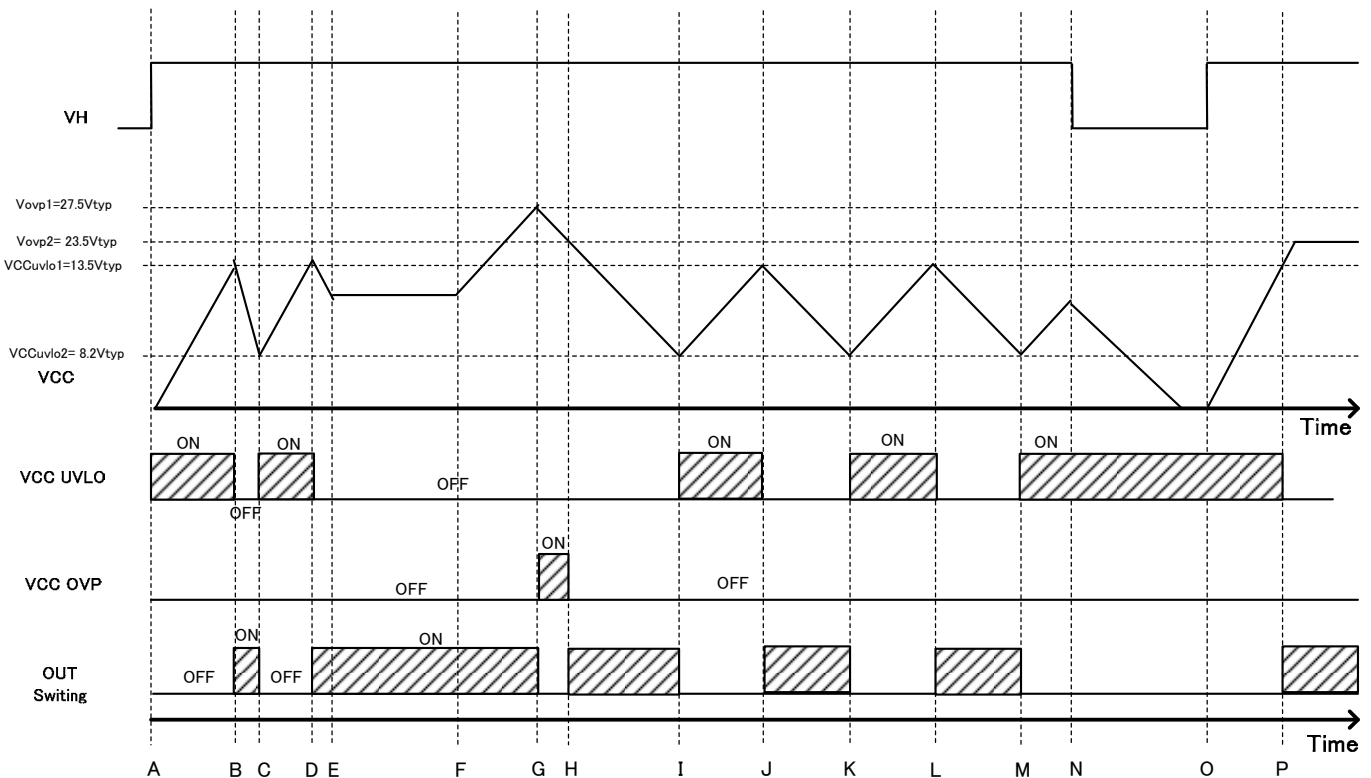 VH
Vovp1=27.5Vtyp
Vovp2= 23.5Vtyp
VCCuvlo1=13.5Vtyp
VCCuvlo2= 8.2Vtyp
VCC
Time
ON
ON
ON
ON
ON
VCC UVLO
OFF
OFF
ON
VCC OVP
OFF
OFF
ON
ON
OUT
Switing
OFF
OFF
Time
A B C D E F G H I J K L M N O P